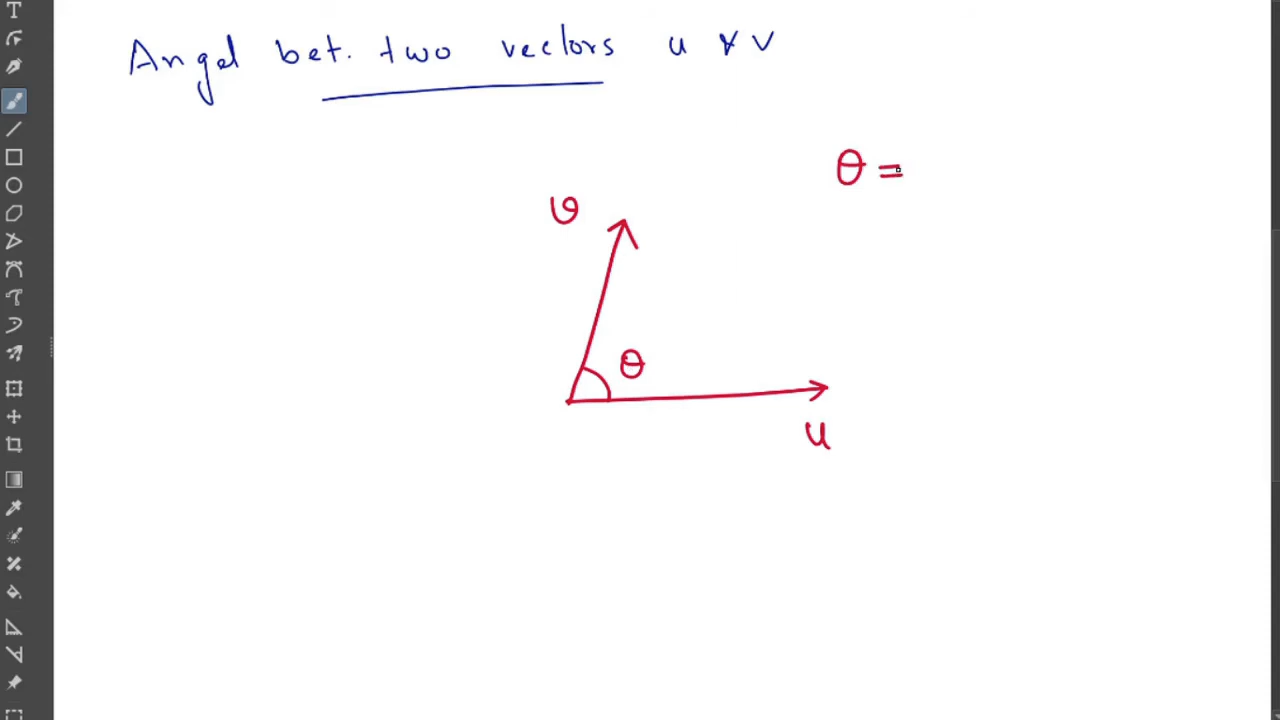 Angel bet. two vectors u & v
θ =
v
θ
u